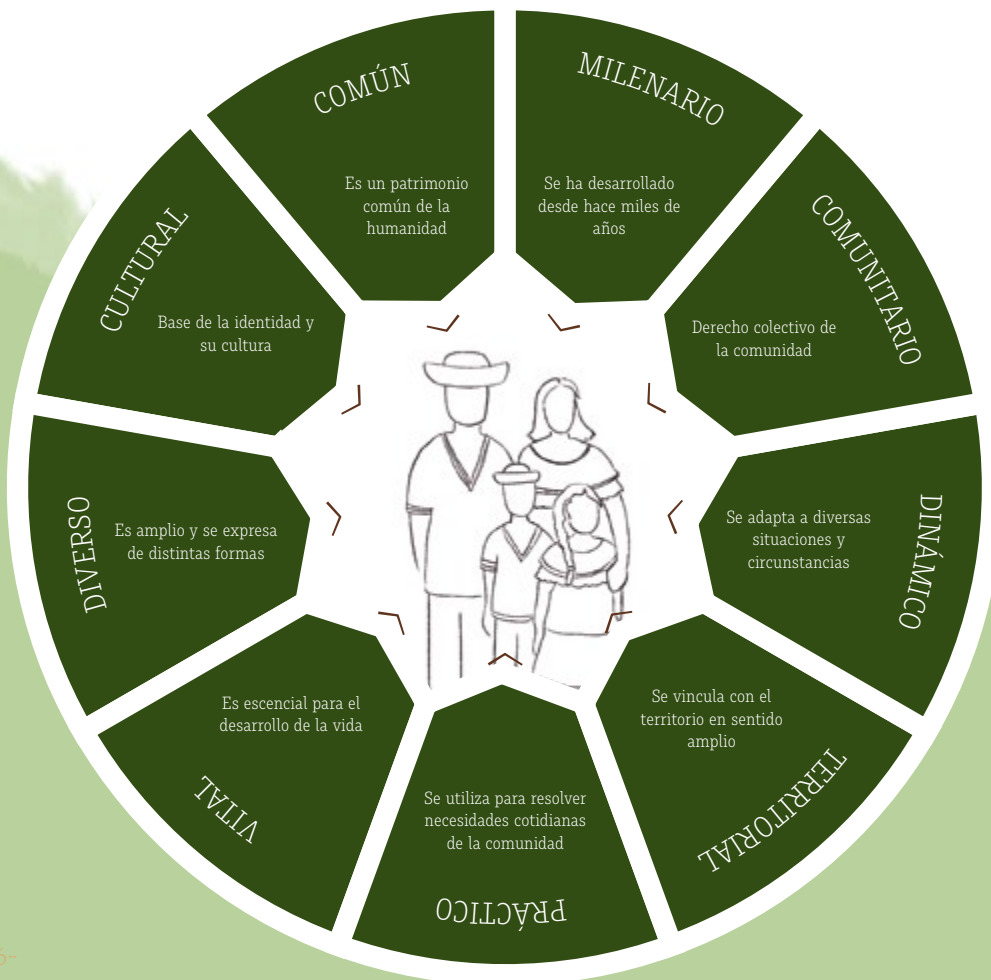 COMÚN
Es un patrimonio
común de la
humanidad
MILENARIO
Se ha desarrollado
desde hace miles de
años
COMUNITARIO
Derecho colectivo de
la comunidad
DINÁMICO
Se adapta a diversas
situaciones y
circunstancias
TERRITORIAL
Se vincula con el
territorio en sentido
amplio
PRÁCTICO
Se utiliza para resolver
necesidades cotidianas
de la comunidad
VITAL
Es escencial para el
desarrollo de la vida
DIVERSO
Es amplio y se expresa
de distintas formas
CULTURAL
Base de la identidad y
su cultura